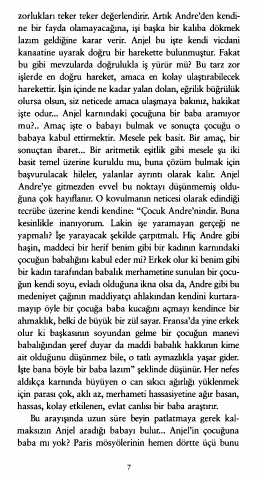 zorlukları teker teker değerlendirir. Artık Andre'den kendi-
ne bir fayda olamayacağına, işi başka bir kalıba dökmek
lazım geldiğine karar verir. Anjel bu işte kendi vicdani
kanaatine uyarak doğru bir harekette bulunmuştur. Fakat
bu gibi mevzularda doğrulukla iş yürür mü? Bu tarz zor
işlerde en doğru hareket, amaca en kolay ulaştırabilecek
harekettir. İşin içinde ne kadar yalan dolan, eğrilik büğrülük
olursa olsun, siz neticede amaca ulaşmaya bakınız, hakikat
işte odur... Anjel karnındaki çocuğuna bir baba aramıyor
mu?.. Amaç işte o babayı bulmak ve sonuçta çocuğu o
babaya kabul ettirmektir. Mesele pek basit. Bir amaç, bir
sonuçtan ibaret... Bir aritmetik eşitlik gibi mesele şu iki
basit temel üzerine kuruldu mu, buna çözüm bulmak için
başvurulacak hileler, yalanlar ayrıntı olarak kalır. Anjel
Andre'ye gitmezden evvel bu noktayı düşünmemiş oldu-
ğuna çok hayıflanır. O kovulmanın neticesi olarak edindiği
tecrübe üzerine kendi kendine: "Çocuk Andre'nindir. Buna
kesinlikle inanıyorum. Lakin işe yaramayan gerçeği ne
yapmalı? İşe yarayacak şekilde çarpıtmalı. Hiç Andre gibi
haşin, maddeci bir herif benim gibi bir kadının karnındaki
çocuğun babalığını kabul eder mi? Erkek olur ki benim gibi
bir kadın tarafından babalık merhametine sunulan bir çocu-
ğun kendi soyu, evladı olduğuna ikna olsa da, Andre gibi bu
medeniyet çağının maddiyatçı ahlakından kendini kurtara-
mayıp öyle bir çocuğa baba kucağını açmayı kendince bir
ahmaklık, belki de büyük bir zül sayar. Fransa'da yine erkek
olur ki başkasının soyundan gelme bir çocuğun manevi
babalığından şeref duyar da maddi babalık hakkının kime
ait olduğunu düşünmez bile, o tatlı aymazlıkla yaşar gider.
İşte bana böyle bir baba lazım" şeklinde düşünür. Her nefes
aldıkça karnında büyüyen o can sıkıcı ağırlığı yüklenmek
için parası çok, aklı az, merhameti hassasiyetine ağır basan,
hassas, kolay etkilenen, evlat canlısı bir baba araştırır.
Bu arayışında uzun süre beyin patlatmaya gerek kal-
maksızın Anjel aradığı babayı bulur... Anjel'in çocuğuna
baba mı yok? Paris mösyölerinin hemen dörtte üçü bunu
7